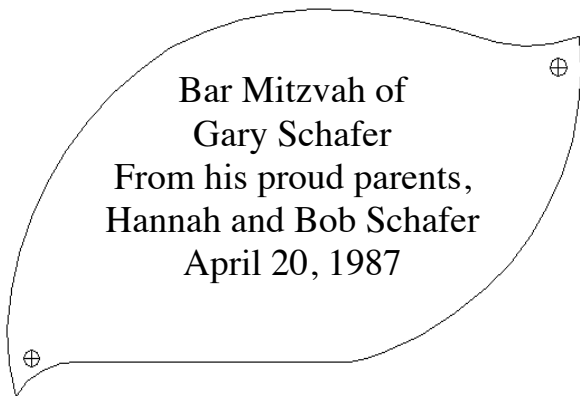 Bar Mitzvah of
Gary Schafer
From his proud parents,
Hannah and Bob Schafer
April 20, 1987